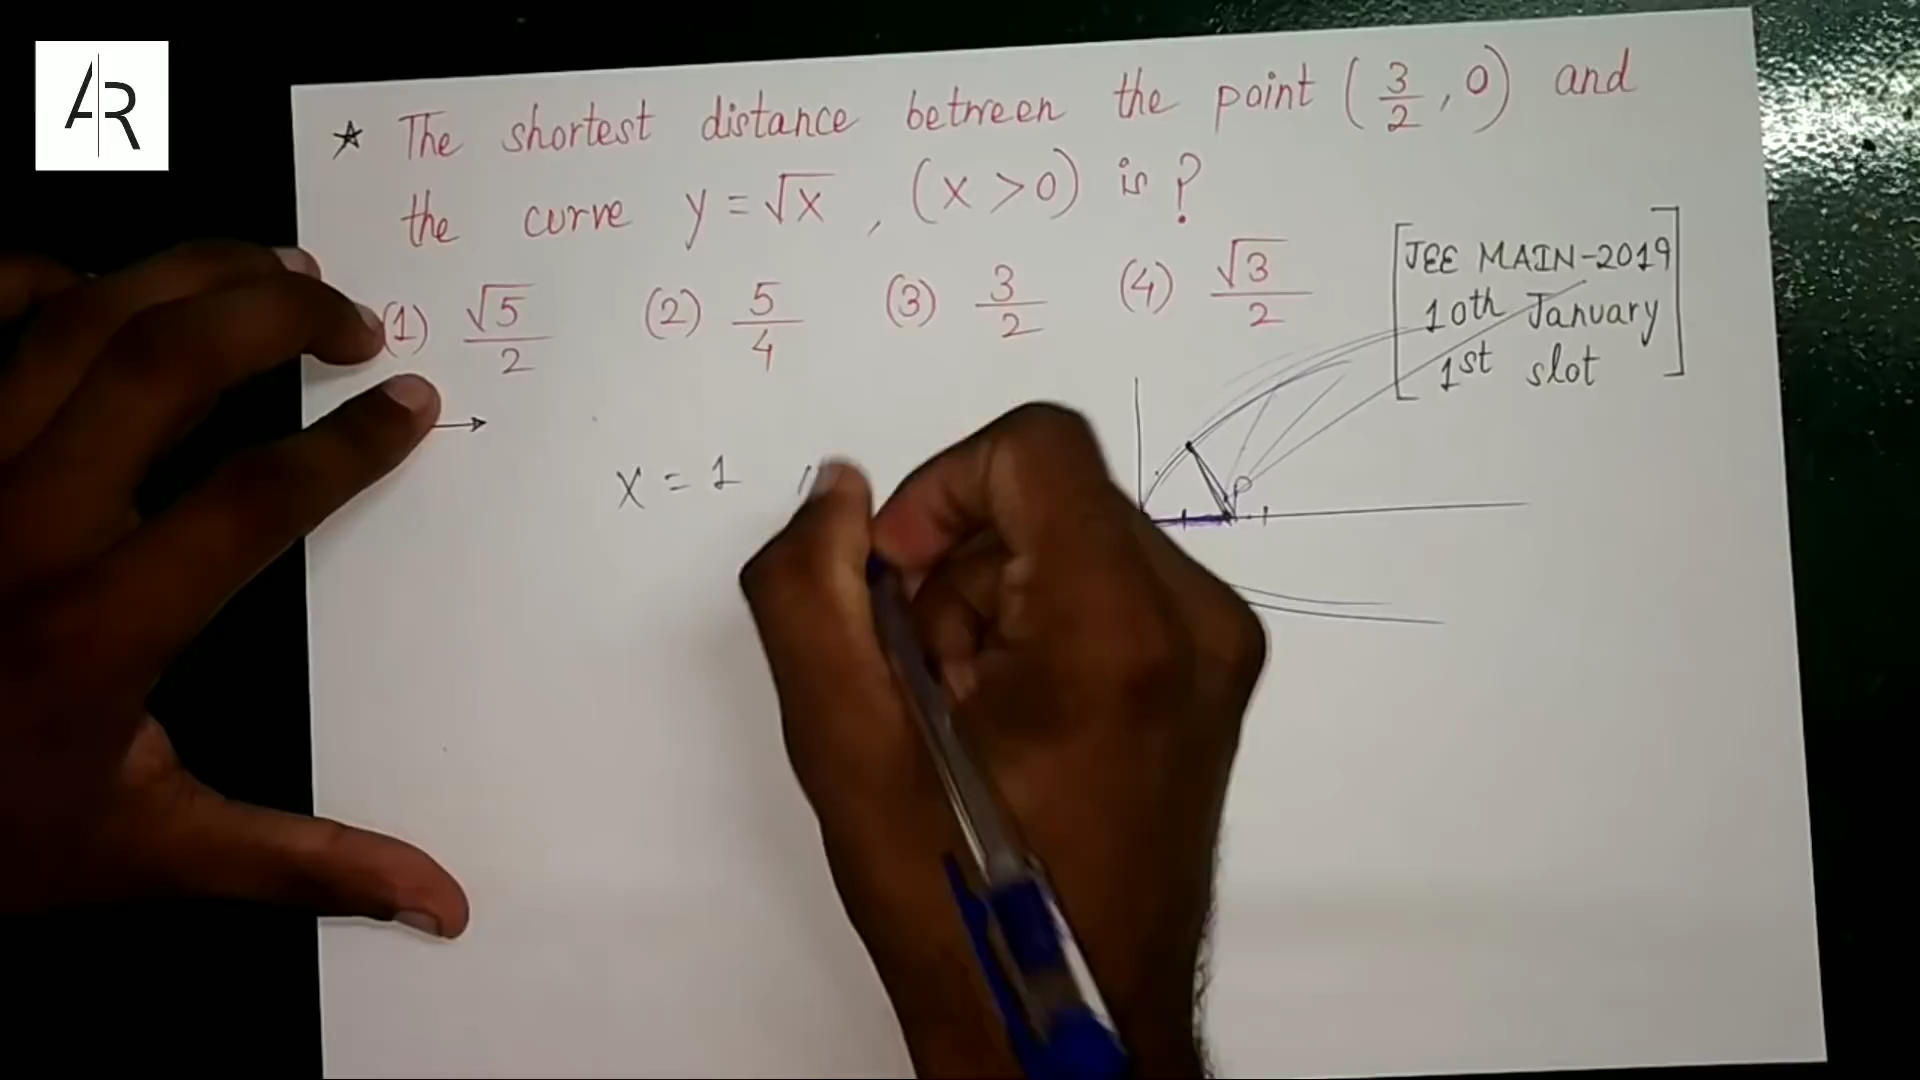 AR
☆ The shortest distance between the point (3/2, 0) and
the curve y = √x , (x > 0) is ?
(1) √5/2 (2) 5/4 (3) 3/2 (4) √3/2
[JEE MAIN-2019
10th January
1st slot]
→
x = 1
P